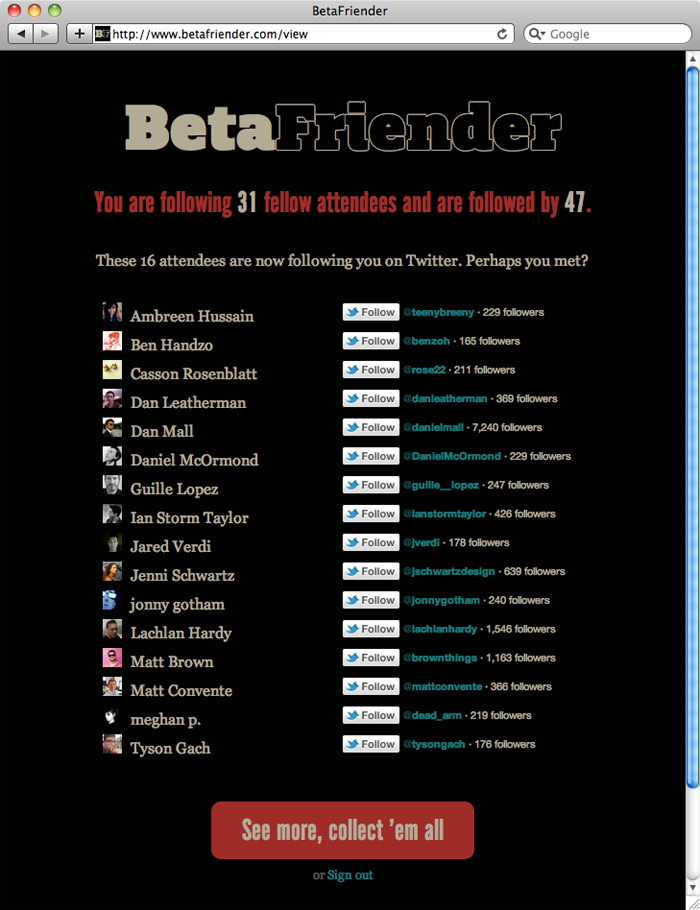 BetaFriender
http://www.betafriender.com/view
Google
BetaFriender
You are following 31 fellow attendees and are followed by 47.
These 16 attendees are now following you on Twitter. Perhaps you met?
Ambreen Hussain Follow @teenybreeny · 229 followers
Ben Handzo Follow @benzoh · 165 followers
Casson Rosenblatt Follow @rose22 · 211 followers
Dan Leatherman Follow @danleatherman · 369 followers
Dan Mall Follow @danielmall · 7,240 followers
Daniel McOrmond Follow @DanielMcOrmond · 229 followers
Guille Lopez Follow @guille__lopez · 247 followers
Ian Storm Taylor Follow @ianstormtaylor · 426 followers
Jared Verdi Follow @jverdi · 178 followers
Jenni Schwartz Follow @jschwartzdesign · 639 followers
jonny gotham Follow @jonnygotham · 240 followers
Lachlan Hardy Follow @lachlanhardy · 1,546 followers
Matt Brown Follow @brownthings · 1,163 followers
Matt Convente Follow @mattconvente · 366 followers
meghan p. Follow @dead_arm · 219 followers
Tyson Gach Follow @tysongach · 176 followers
See more, collect ’em all
or Sign out